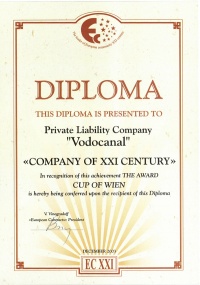 DIPLOMA
THIS DIPLOMA IS PRESENTED TO
Private Liability Company
"Vodocanal"
«COMPANY OF XXI CENTURY»
In recognition of this achievement THE AWARD
CUP OF WIEN
is hereby being conferred upon the recipient of this Diploma
President
EC XXI